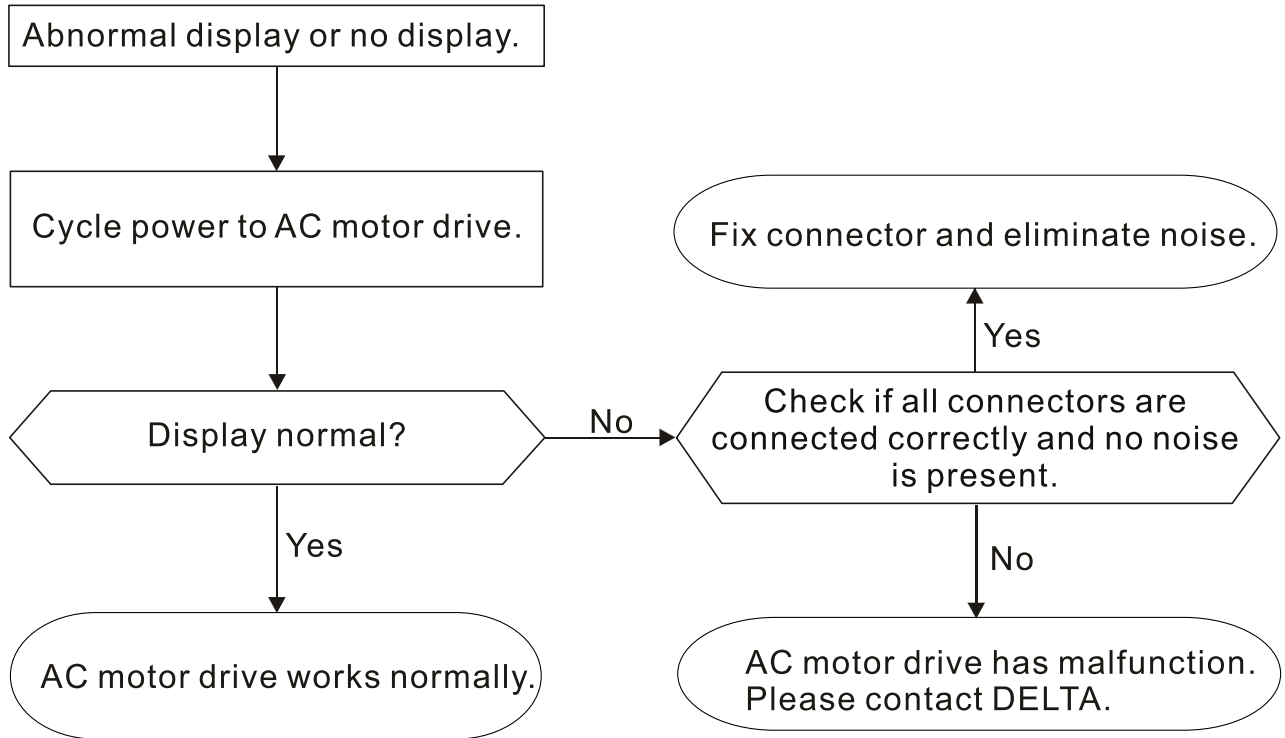 Abnormal display or no display.
Cycle power to AC motor drive.
Fix connector and eliminate noise.
Yes
Display normal?
No
Check if all connectors are
connected correctly and no noise
is present.
Yes
No
AC motor drive works normally.
AC motor drive has malfunction.
Please contact DELTA.